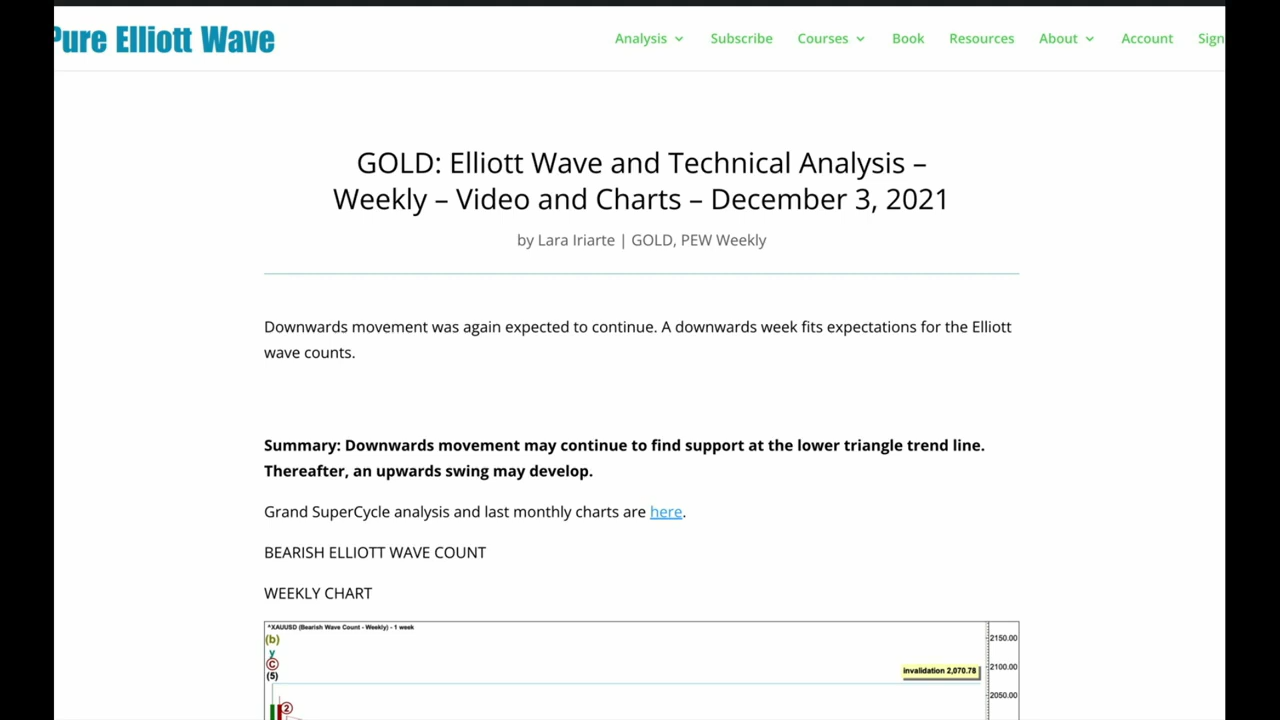 Pure Elliott Wave
Analysis Subscribe Courses Book Resources About Account Sign
GOLD: Elliott Wave and Technical Analysis –
Weekly – Video and Charts – December 3, 2021
by Lara Iriarte | GOLD, PEW Weekly
Downwards movement was again expected to continue. A downwards week fits expectations for the Elliott
wave counts.
Summary: Downwards movement may continue to find support at the lower triangle trend line.
Thereafter, an upwards swing may develop.
Grand SuperCycle analysis and last monthly charts are here.
BEARISH ELLIOTT WAVE COUNT
WEEKLY CHART
^XAUUSD (Bearish Wave Count - Weekly) - 1 week
(b)
y
C
(5)
2
2150.00
invalidation 2,070.78
2100.00
2050.00